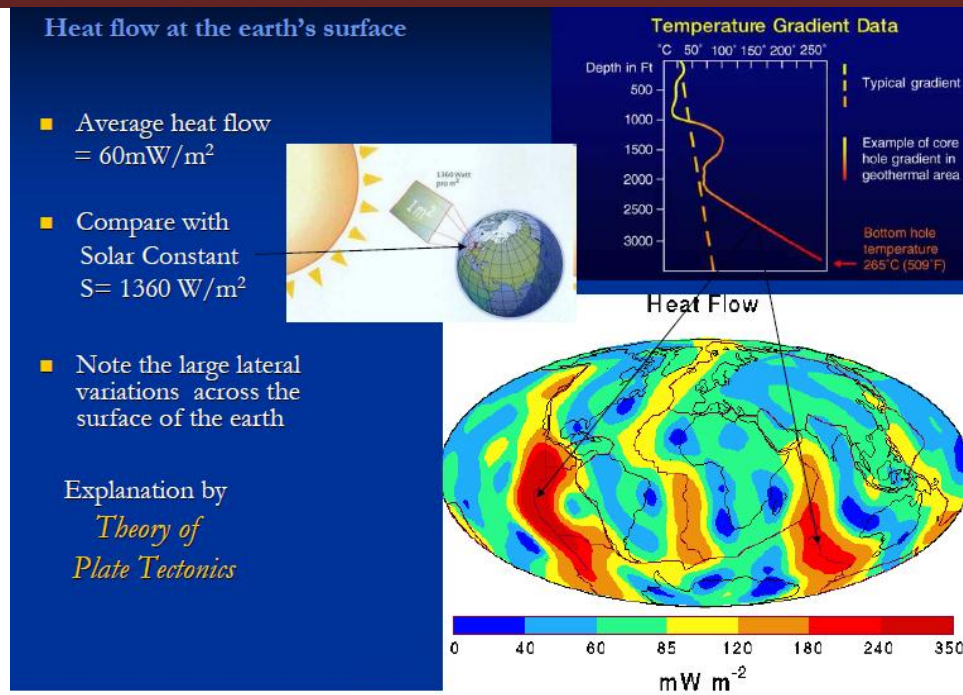 Heat flow at the earth's surface
■ Average heat flow
= 60mW/m²
■ Compare with
Solar Constant
S= 1360 W/m²
■ Note the large lateral
variations across the
surface of the earth
Explanation by
Theory of
Plate Tectonics
1360 Watt
pro m²
1m²
Temperature Gradient Data
°C 50° 100° 150° 200° 250°
Depth in Ft
500
1000
1500
2000
2500
3000
Typical gradient
Example of core
hole gradient in
geothermal area
Bottom hole
temperature
265°C (509°F)
Heat Flow
0 40 60 85 120 180 240 350
mW m⁻²